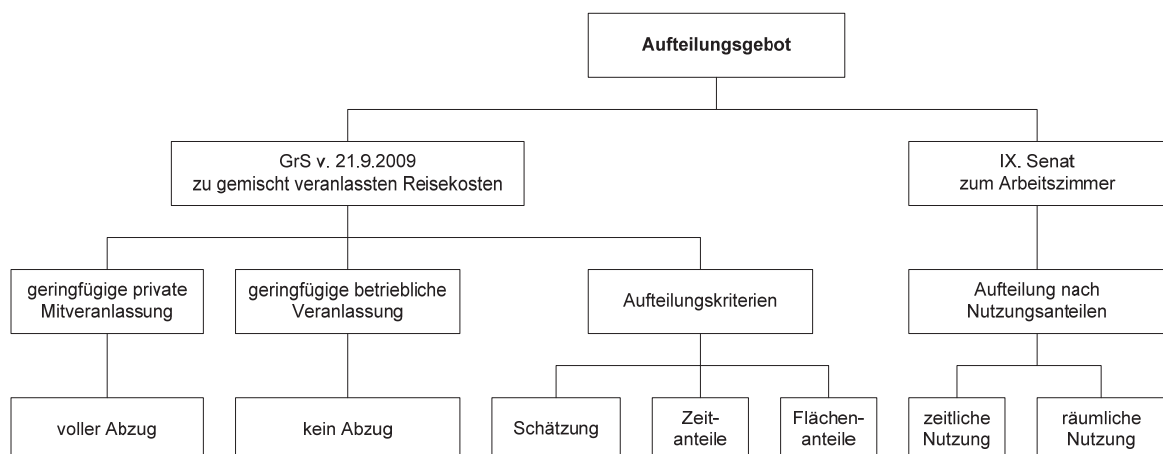 Aufteilungsgebot
GrS v. 21.9.2009
zu gemischt veranlassten Reisekosten
IX. Senat
zum Arbeitszimmer
geringfügige private
Mitveranlassung
geringfügige betriebliche
Veranlassung
Aufteilungskriterien
Aufteilung nach
Nutzungsanteilen
voller Abzug
kein Abzug
Schätzung
Zeit-
anteile
Flächen-
anteile
zeitliche
Nutzung
räumliche
Nutzung